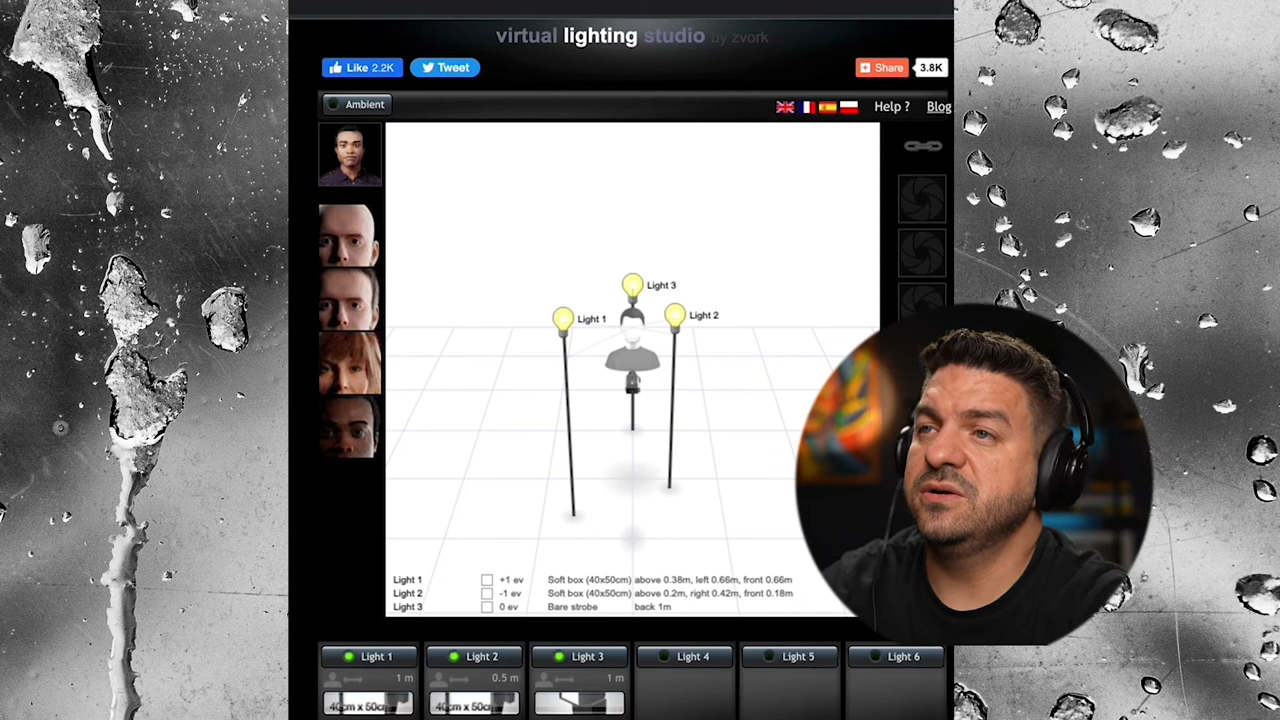 virtual lighting studio by zvork
Like 2.2K Tweet Share 3.8K
Ambient Help ? Blog
Light 3
Light 1 Light 2
Light 1 +1 ev Soft box (40x50cm) above 0.38m, left 0.66m, front 0.66m
Light 2 -1 ev Soft box (40x50cm) above 0.2m, right 0.42m, front 0.18m
Light 3 0 ev Bare strobe back 1m
Light 1 Light 2 Light 3 Light 4 Light 5 Light 6
1 m 0.5 m 1 m
40cm x 50cm 40cm x 50cm